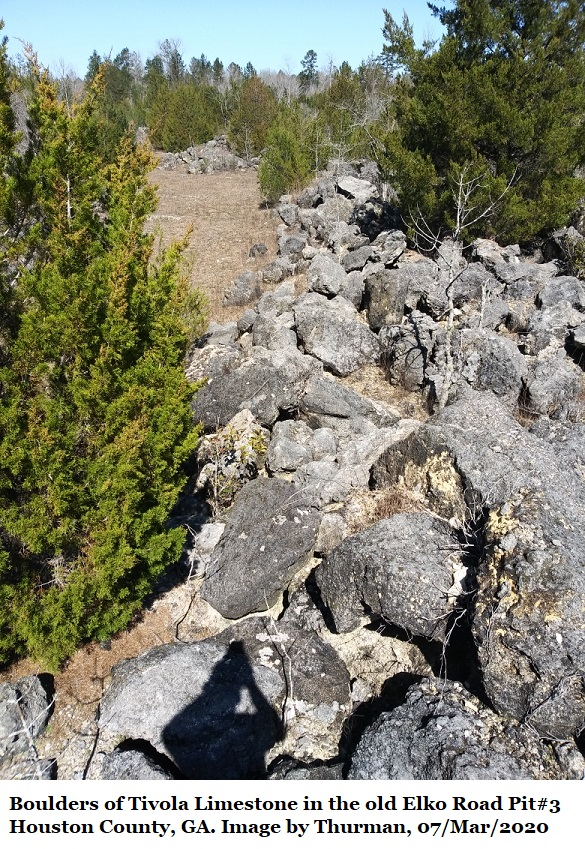 Boulders of Tivola Limestone in the old Elko Road Pit#3
Houston County, GA. Image by Thurman, 07/Mar/2020